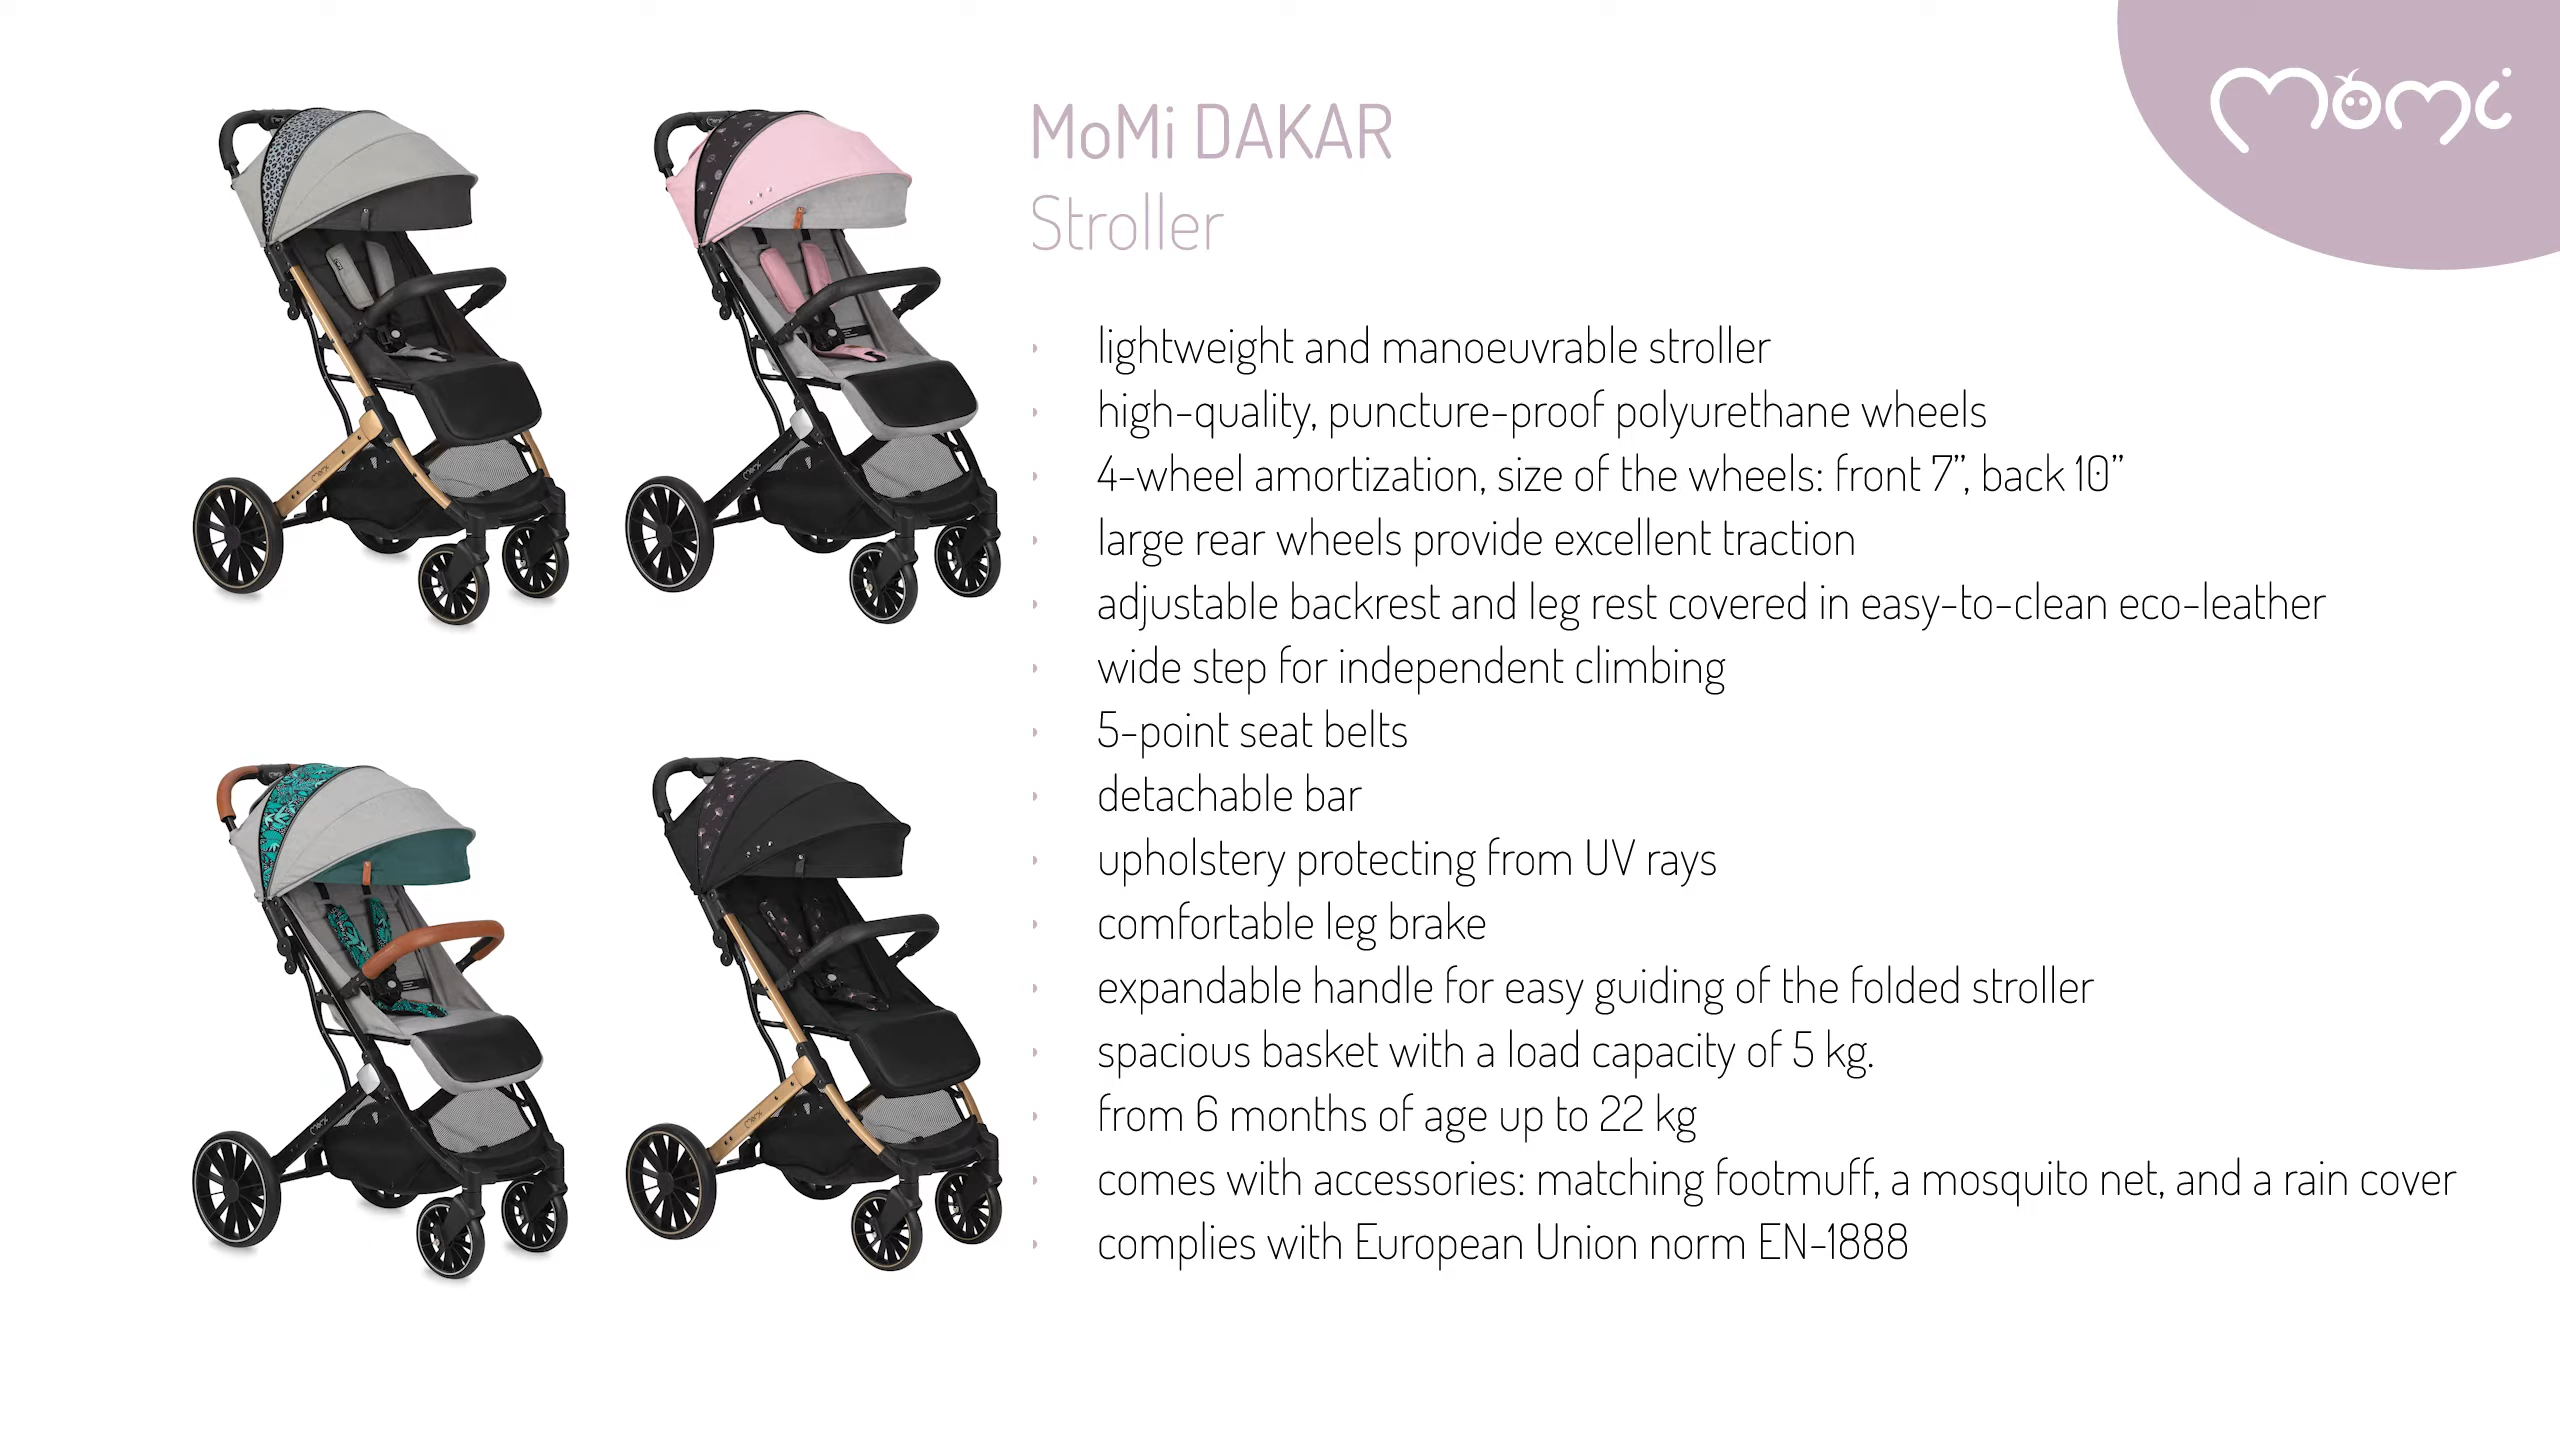 MoMi
MoMi DAKAR
Stroller
lightweight and manoeuvrable stroller
high-quality, puncture-proof polyurethane wheels
4-wheel amortization, size of the wheels: front 7”, back 10”
large rear wheels provide excellent traction
adjustable backrest and leg rest covered in easy-to-clean eco-leather
wide step for independent climbing
5-point seat belts
detachable bar
upholstery protecting from UV rays
comfortable leg brake
expandable handle for easy guiding of the folded stroller
spacious basket with a load capacity of 5 kg.
from 6 months of age up to 22 kg
comes with accessories: matching footmuff, a mosquito net, and a rain cover
complies with European Union norm EN-1888